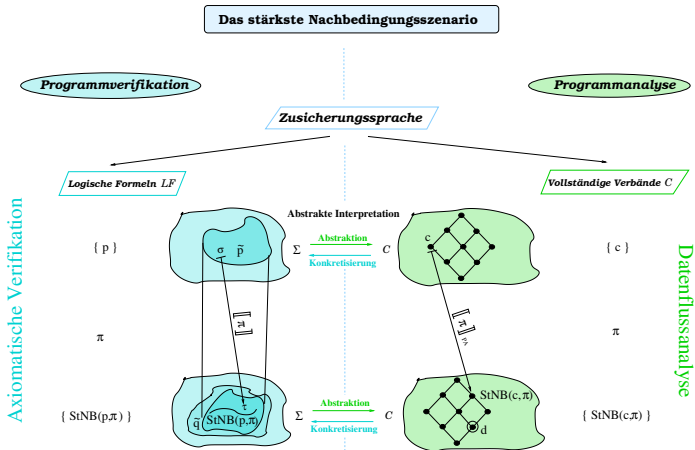 Das stärkste Nachbedingungsszenario
Programmverifikation
Programmanalyse
Zusicherungssprache
Logische Formeln LF
Vollständige Verbände C
Axiomatische Verifikation
Datenflussanalyse
Abstrakte Interpretation
{ p }
σ
p̃
Σ
Abstraktion
Konkretisierung
C
c
{ c }
π
⟦ π ⟧
⟦ π ⟧ PA
π
{ StNB(p,π) }
q̃
τ
StNB(p,π)
Σ
Abstraktion
Konkretisierung
C
StNB(c,π)
d
{ StNB(c,π) }